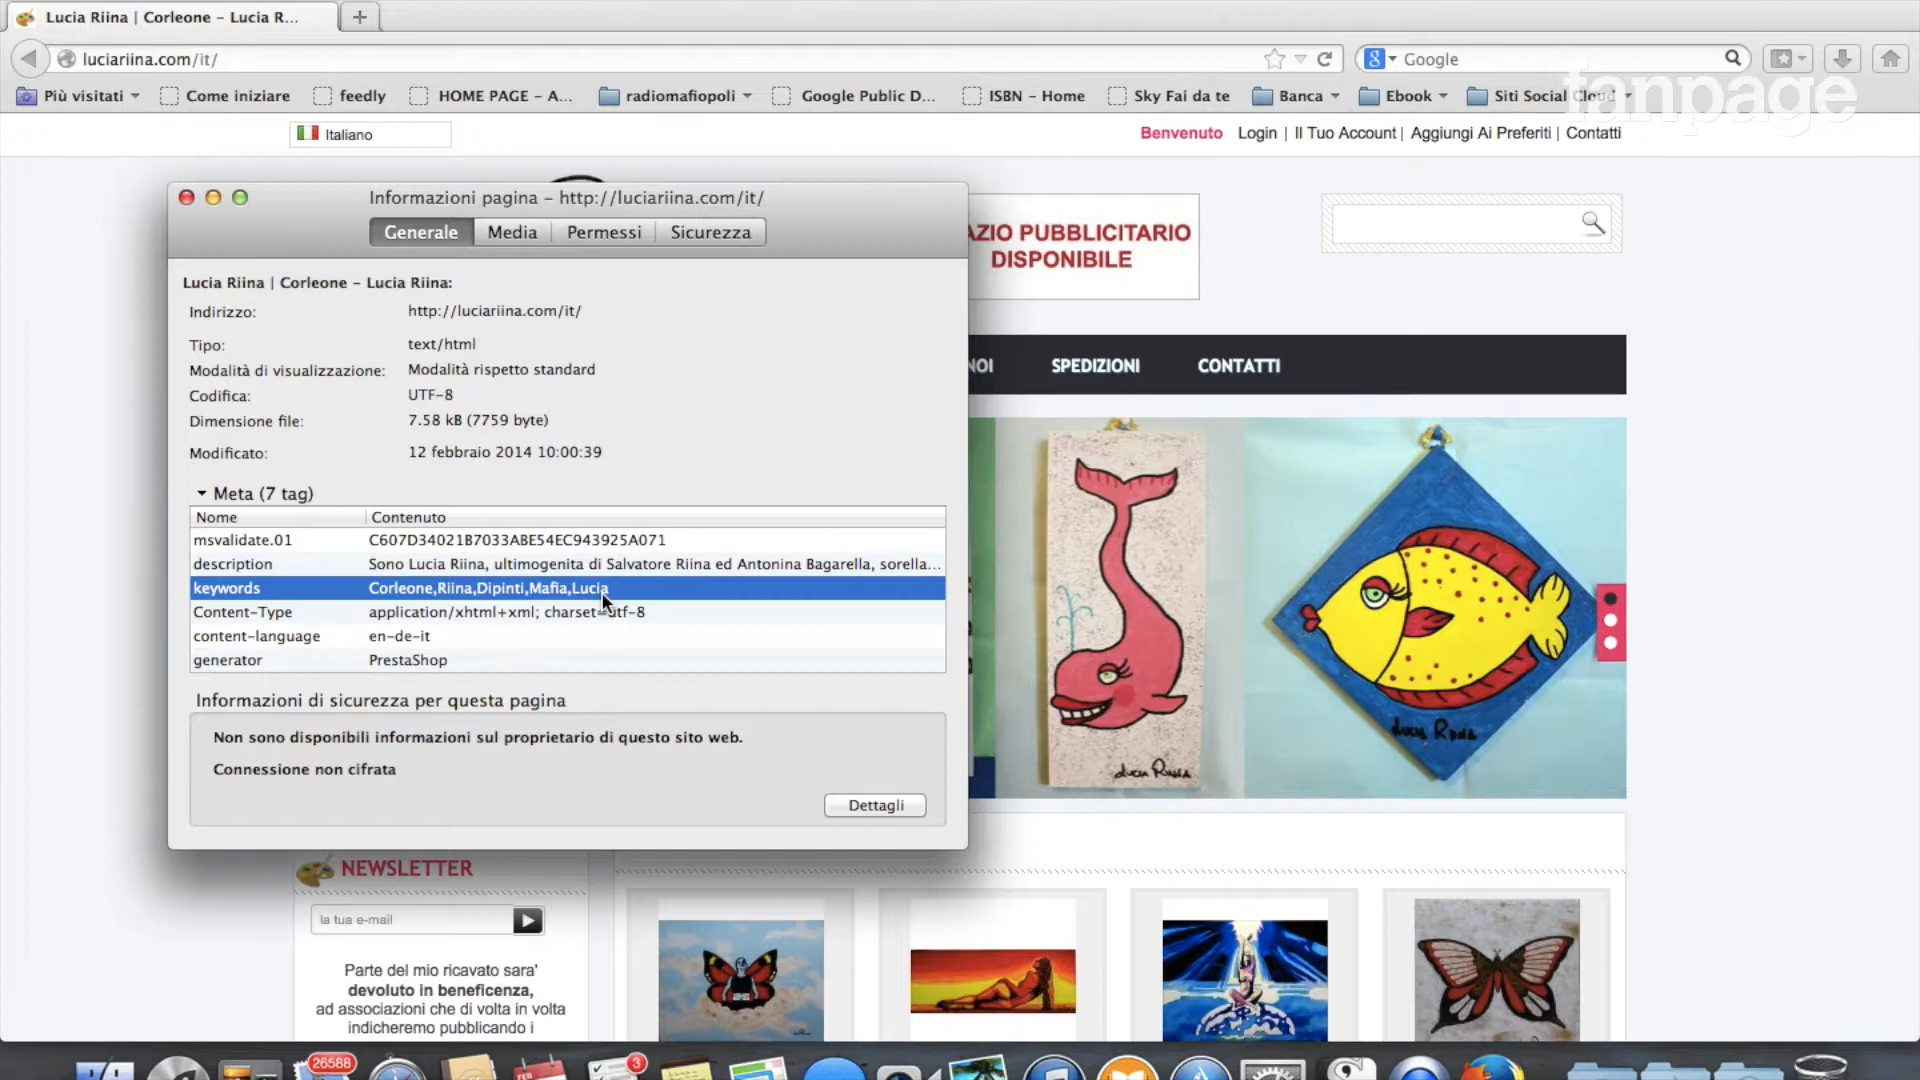 Lucia Riina | Corleone – Lucia R...
luciariina.com/it/
Google
Più visitati
Come iniziare
feedly
HOME PAGE – A...
radiomafiopoli
Google Public D...
ISBN – Home
Sky Fai da te
Banca
Ebook
Siti Social Cloud
fanpage
Italiano
Benvenuto Login | Il Tuo Account | Aggiungi Ai Preferiti | Contatti
Informazioni pagina – http://luciariina.com/it/
Generale Media Permessi Sicurezza
AZIO PUBBLICITARIO
DISPONIBILE
NOI SPEDIZIONI CONTATTI
Lucia Riina | Corleone – Lucia Riina:
Indirizzo: http://luciariina.com/it/
Tipo: text/html
Modalità di visualizzazione: Modalità rispetto standard
Codifica: UTF-8
Dimensione file: 7.58 kB (7759 byte)
Modificato: 12 febbraio 2014 10:00:39
Meta (7 tag)
Nome Contenuto
msvalidate.01 C607D34021B7033ABE54EC943925A071
description Sono Lucia Riina, ultimogenita di Salvatore Riina ed Antonina Bagarella, sorella...
keywords Corleone,Riina,Dipinti,Mafia,Lucia
Content-Type application/xhtml+xml; charset=utf-8
content-language en-de-it
generator PrestaShop
Informazioni di sicurezza per questa pagina
Non sono disponibili informazioni sul proprietario di questo sito web.
Connessione non cifrata
Dettagli
Lucia Riina
Lucia Riina
NEWSLETTER
la tua e-mail
Parte del mio ricavato sara'
devoluto in beneficenza,
ad associazioni che di volta in volta
indicheremo pubblicando i
26588
3
FEB